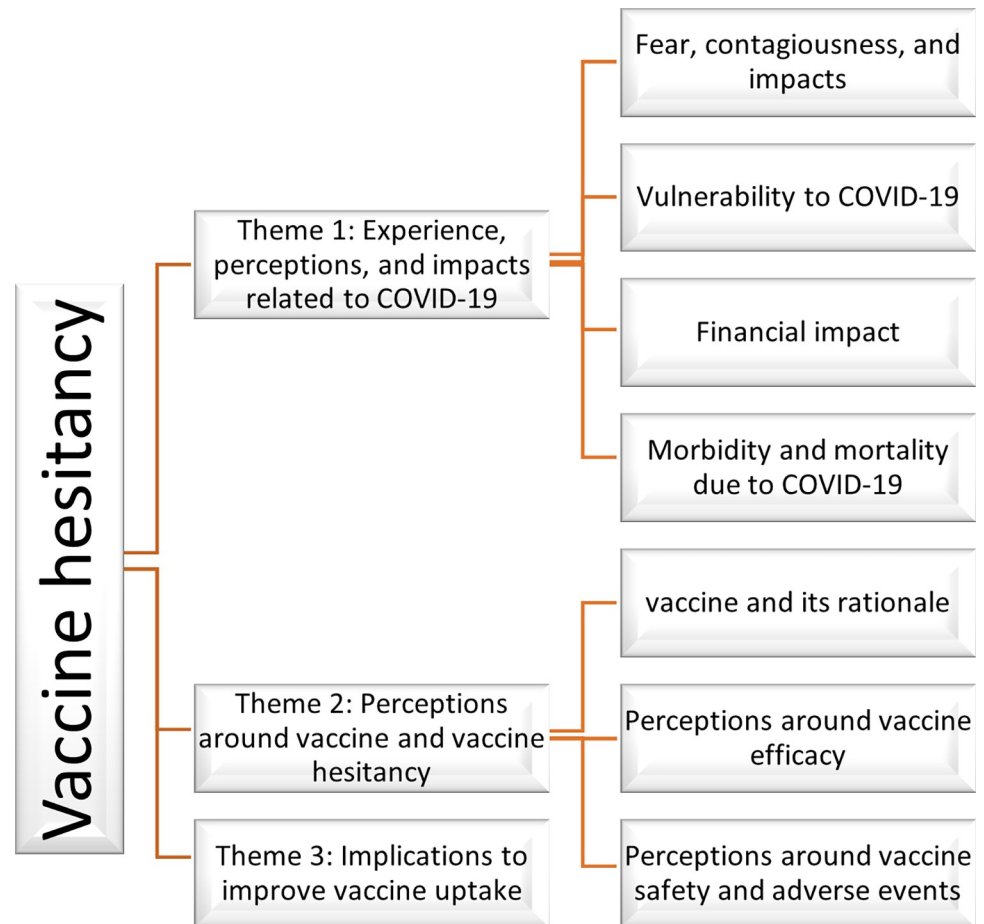 Vaccine hesitancy
Theme 1: Experience,
perceptions, and impacts
related to COVID-19
Fear, contagiousness, and
impacts
Vulnerability to COVID-19
Financial impact
Morbidity and mortality
due to COVID-19
Theme 2: Perceptions
around vaccine and vaccine
hesitancy
vaccine and its rationale
Perceptions around vaccine
efficacy
Perceptions around vaccine
safety and adverse events
Theme 3: Implications to
improve vaccine uptake